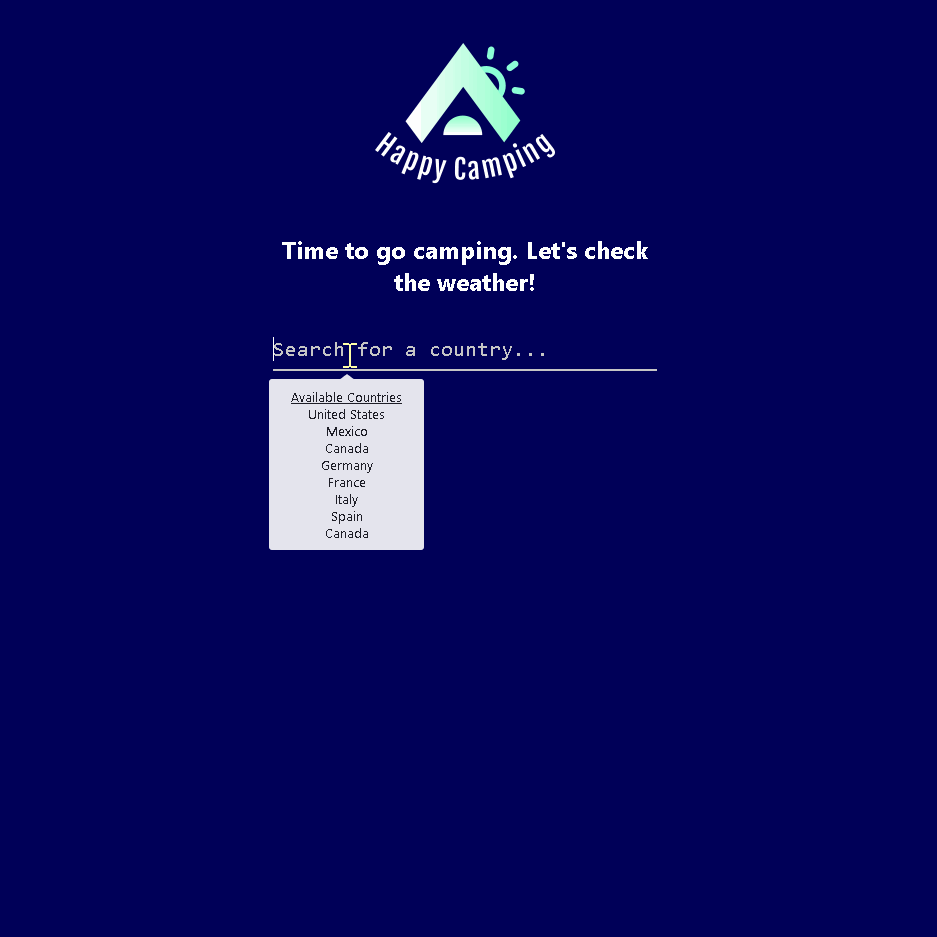 Happy Camping
Time to go camping. Let's check
the weather!
Search for a country...
Available Countries
United States
Mexico
Canada
Germany
France
Italy
Spain
Canada